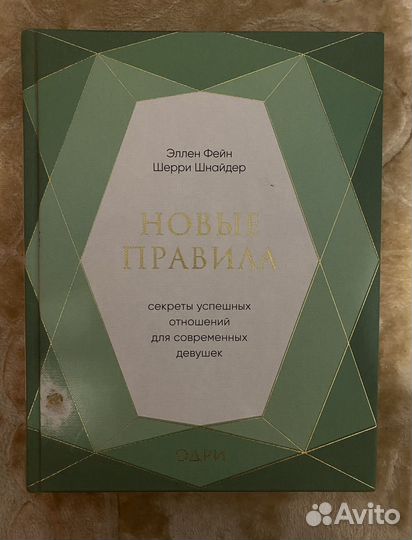 Эллен Фейн
Шерри Шнайдер
НОВЫЕ
ПРАВИЛА
секреты успешных
отношений
для современных
девушек
ОДРИ
Avito